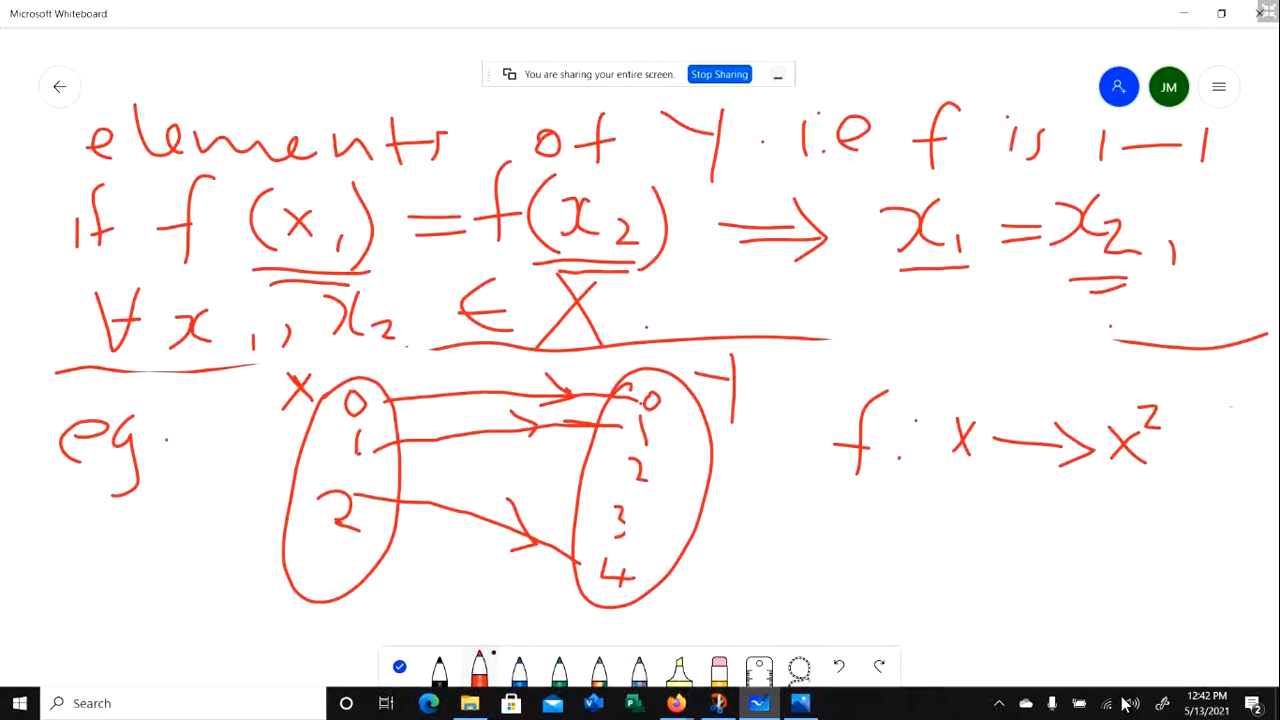 Microsoft Whiteboard
You are sharing your entire screen. Stop Sharing
JM
elements of Y. i.e f is 1-1
if f(x₁) = f(x₂) ⟹ x₁ = x₂,
∀ x₁, x₂ ∈ X.
X Y
eg.
0 0
1 1
2 2
3
4
f: x → x²
Search
12:42 PM
5/13/2021
2